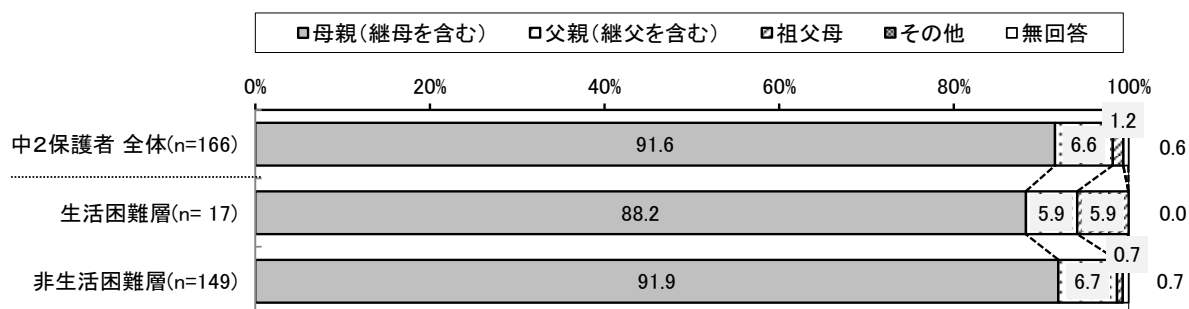 母親(継母を含む) 父親(継父を含む) 祖父母 その他 無回答
0% 20% 40% 60% 80% 100%
中2保護者 全体(n=166) 91.6 6.6 1.2 0.6
生活困難層(n= 17) 88.2 5.9 5.9 0.0
非生活困難層(n=149) 91.9 6.7 0.7 0.7